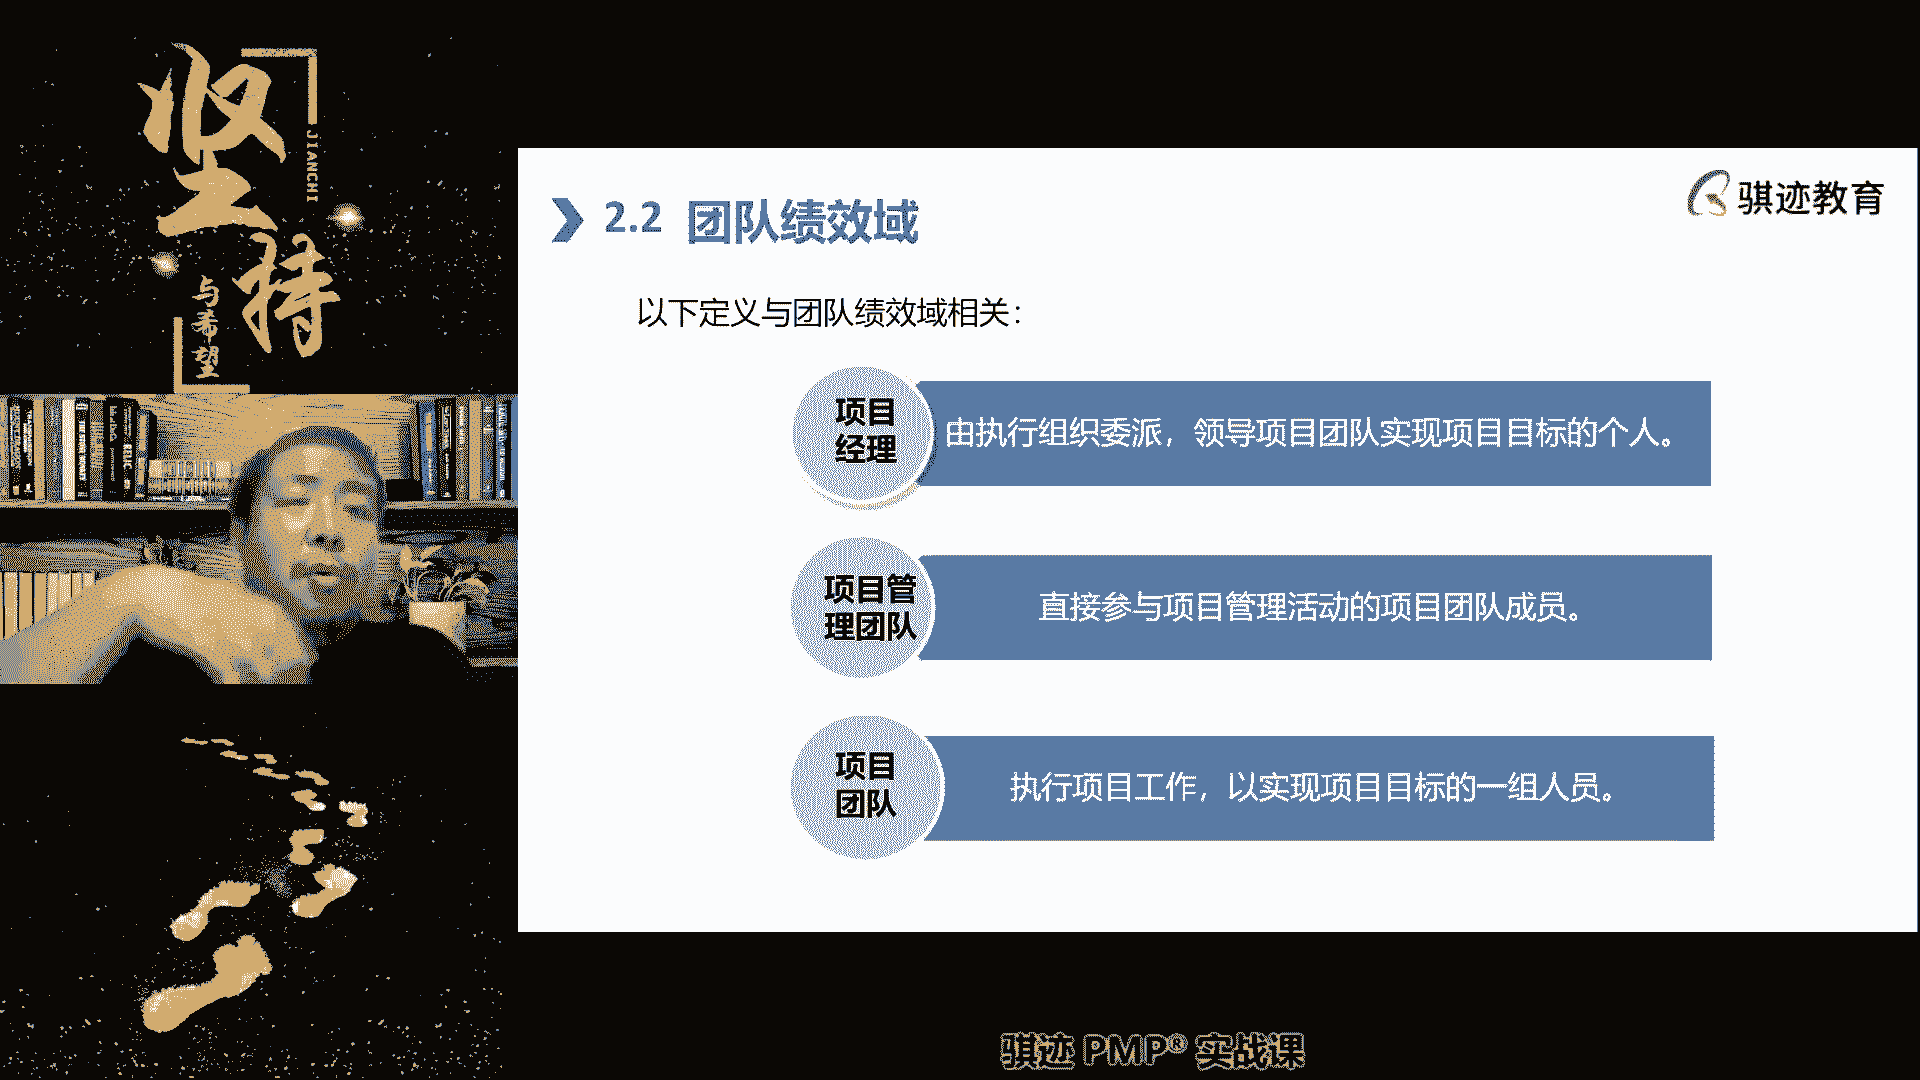 坚持
JIANCHI
与希望
骐迹教育
2.2 团队绩效域
以下定义与团队绩效域相关：
项目
经理
由执行组织委派，领导项目团队实现项目目标的个人。
项目管
理团队
直接参与项目管理活动的项目团队成员。
项目
团队
执行项目工作，以实现项目目标的一组人员。
骐迹 PMP® 实战课